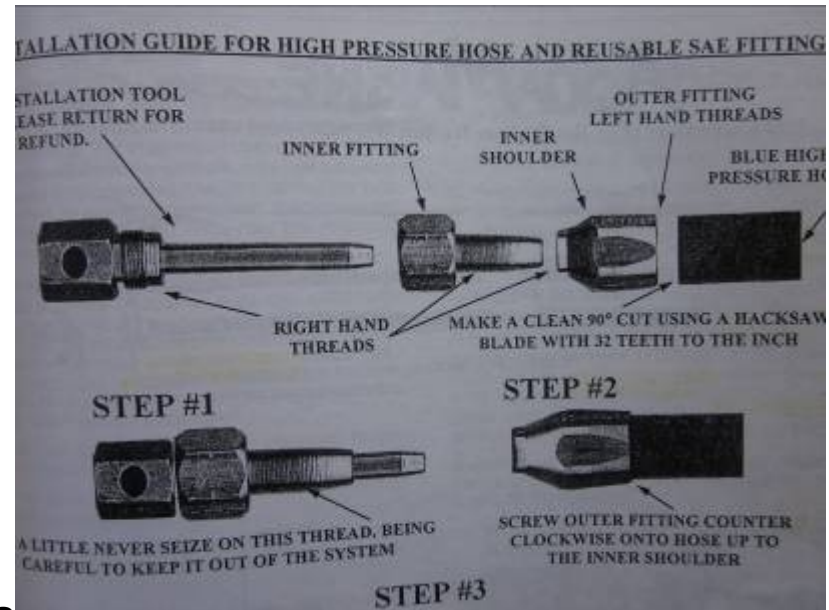 TALLATION GUIDE FOR HIGH PRESSURE HOSE AND REUSABLE SAE FITTING
STALLATION TOOL
EASE RETURN FOR
REFUND.
INNER FITTING
INNER
SHOULDER
OUTER FITTING
LEFT HAND THREADS
BLUE HIGH
PRESSURE HO
RIGHT HAND
THREADS
MAKE A CLEAN 90° CUT USING A HACKSAW
BLADE WITH 32 TEETH TO THE INCH
STEP #1
STEP #2
A LITTLE NEVER SEIZE ON THIS THREAD, BEING
CAREFUL TO KEEP IT OUT OF THE SYSTEM
SCREW OUTER FITTING COUNTER
CLOCKWISE ONTO HOSE UP TO
THE INNER SHOULDER
STEP #3